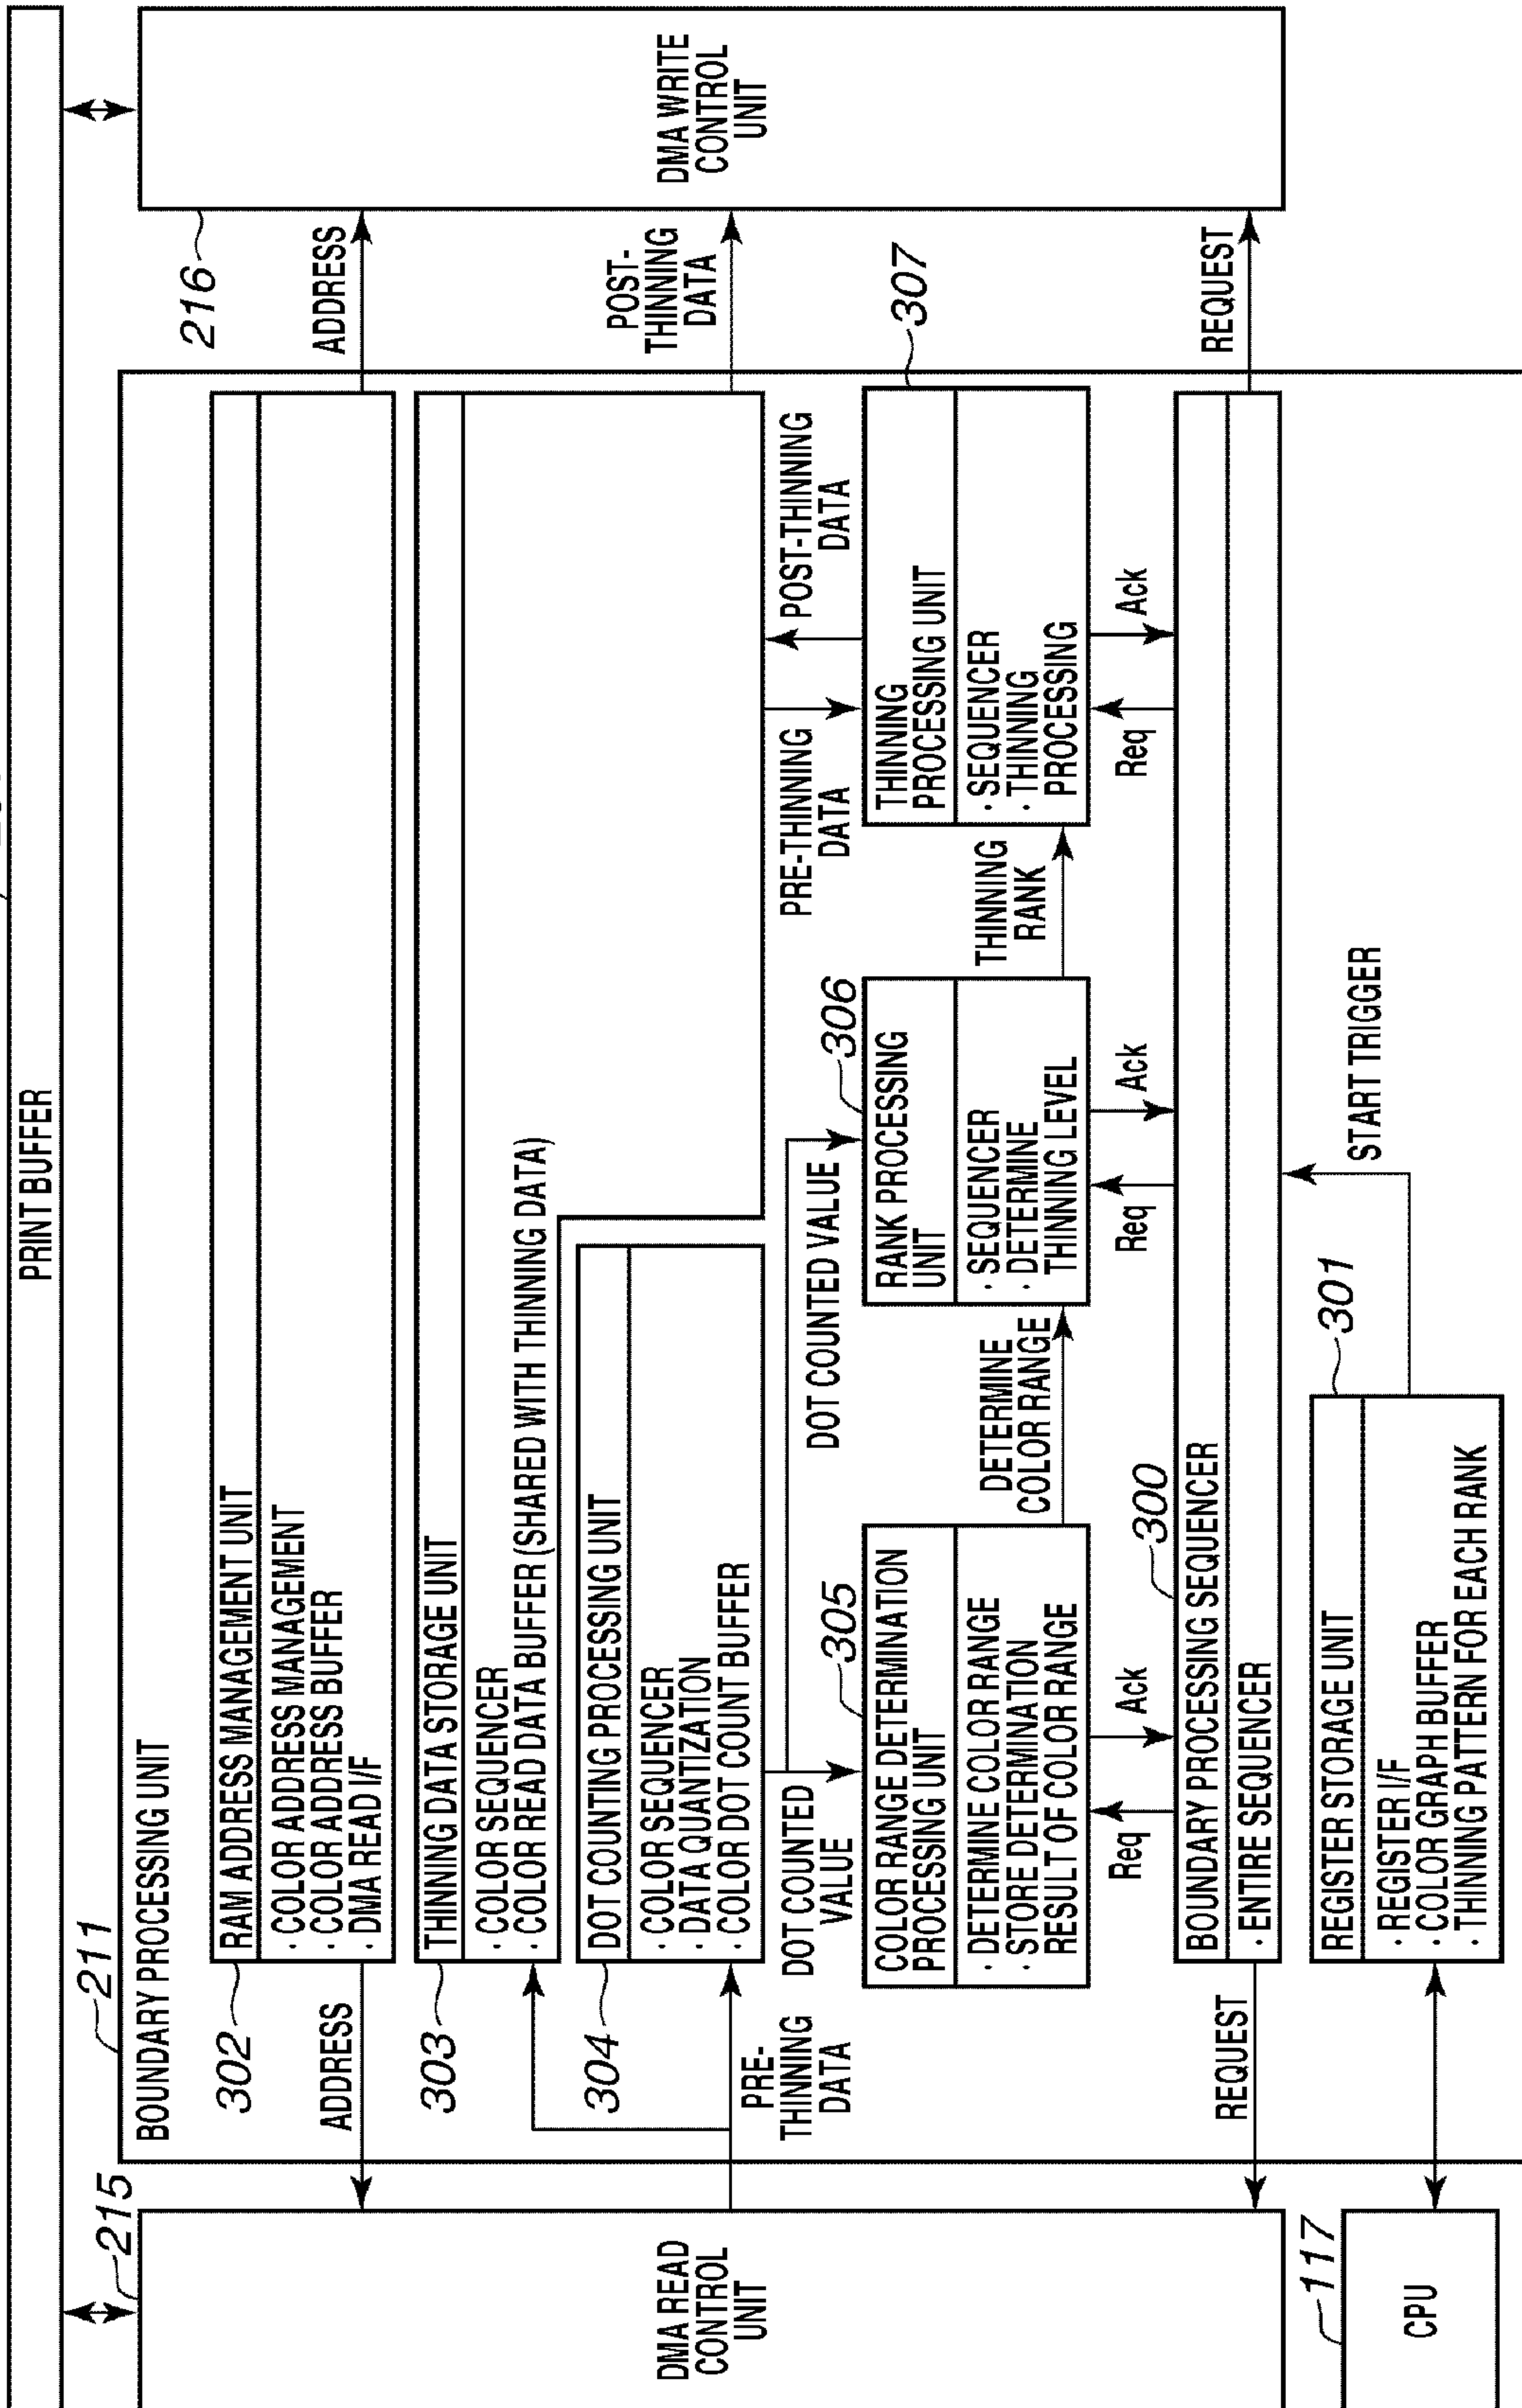 PRINT BUFFER
215
DMA READ
CONTROL
UNIT
117
CPU
211
BOUNDARY PROCESSING UNIT
302
RAM ADDRESS MANAGEMENT UNIT
· COLOR ADDRESS MANAGEMENT
· COLOR ADDRESS BUFFER
· DMA READ I/F
ADDRESS
ADDRESS
303
THINNING DATA STORAGE UNIT
· COLOR SEQUENCER
· COLOR READ DATA BUFFER (SHARED WITH THINNING DATA)
304
DOT COUNTING PROCESSING UNIT
· COLOR SEQUENCER
· DATA QUANTIZATION
· COLOR DOT COUNT BUFFER
PRE-
THINNING
DATA
POST-
THINNING
DATA
DOT COUNTED
VALUE
DOT COUNTED VALUE
PRE-THINNING
DATA
POST-THINNING
DATA
305
COLOR RANGE DETERMINATION
PROCESSING UNIT
· DETERMINE COLOR RANGE
· STORE DETERMINATION
RESULT OF COLOR RANGE
DETERMINE
COLOR RANGE
306
RANK PROCESSING
UNIT
· SEQUENCER
· DETERMINE
THINNING LEVEL
THINNING
RANK
307
THINNING
PROCESSING UNIT
· SEQUENCER
· THINNING
PROCESSING
Req
Ack
Req
Ack
Req
Ack
300
BOUNDARY PROCESSING SEQUENCER
· ENTIRE SEQUENCER
REQUEST
REQUEST
301
REGISTER STORAGE UNIT
· REGISTER I/F
· COLOR GRAPH BUFFER
· THINNING PATTERN FOR EACH RANK
START TRIGGER
216
DMA WRITE
CONTROL
UNIT